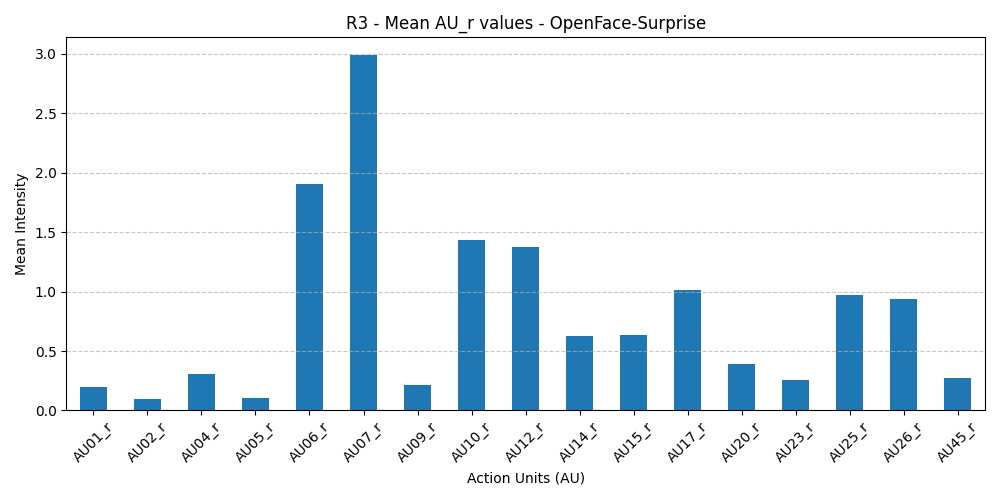 R3 - Mean AU_r values - OpenFace-Surprise
Mean Intensity
3.0
2.5
2.0
1.5
1.0
0.5
0.0
AU01_r
AU02_r
AU04_r
AU05_r
AU06_r
AU07_r
AU09_r
AU10_r
AU12_r
AU14_r
AU15_r
AU17_r
AU20_r
AU23_r
AU25_r
AU26_r
AU45_r
Action Units (AU)